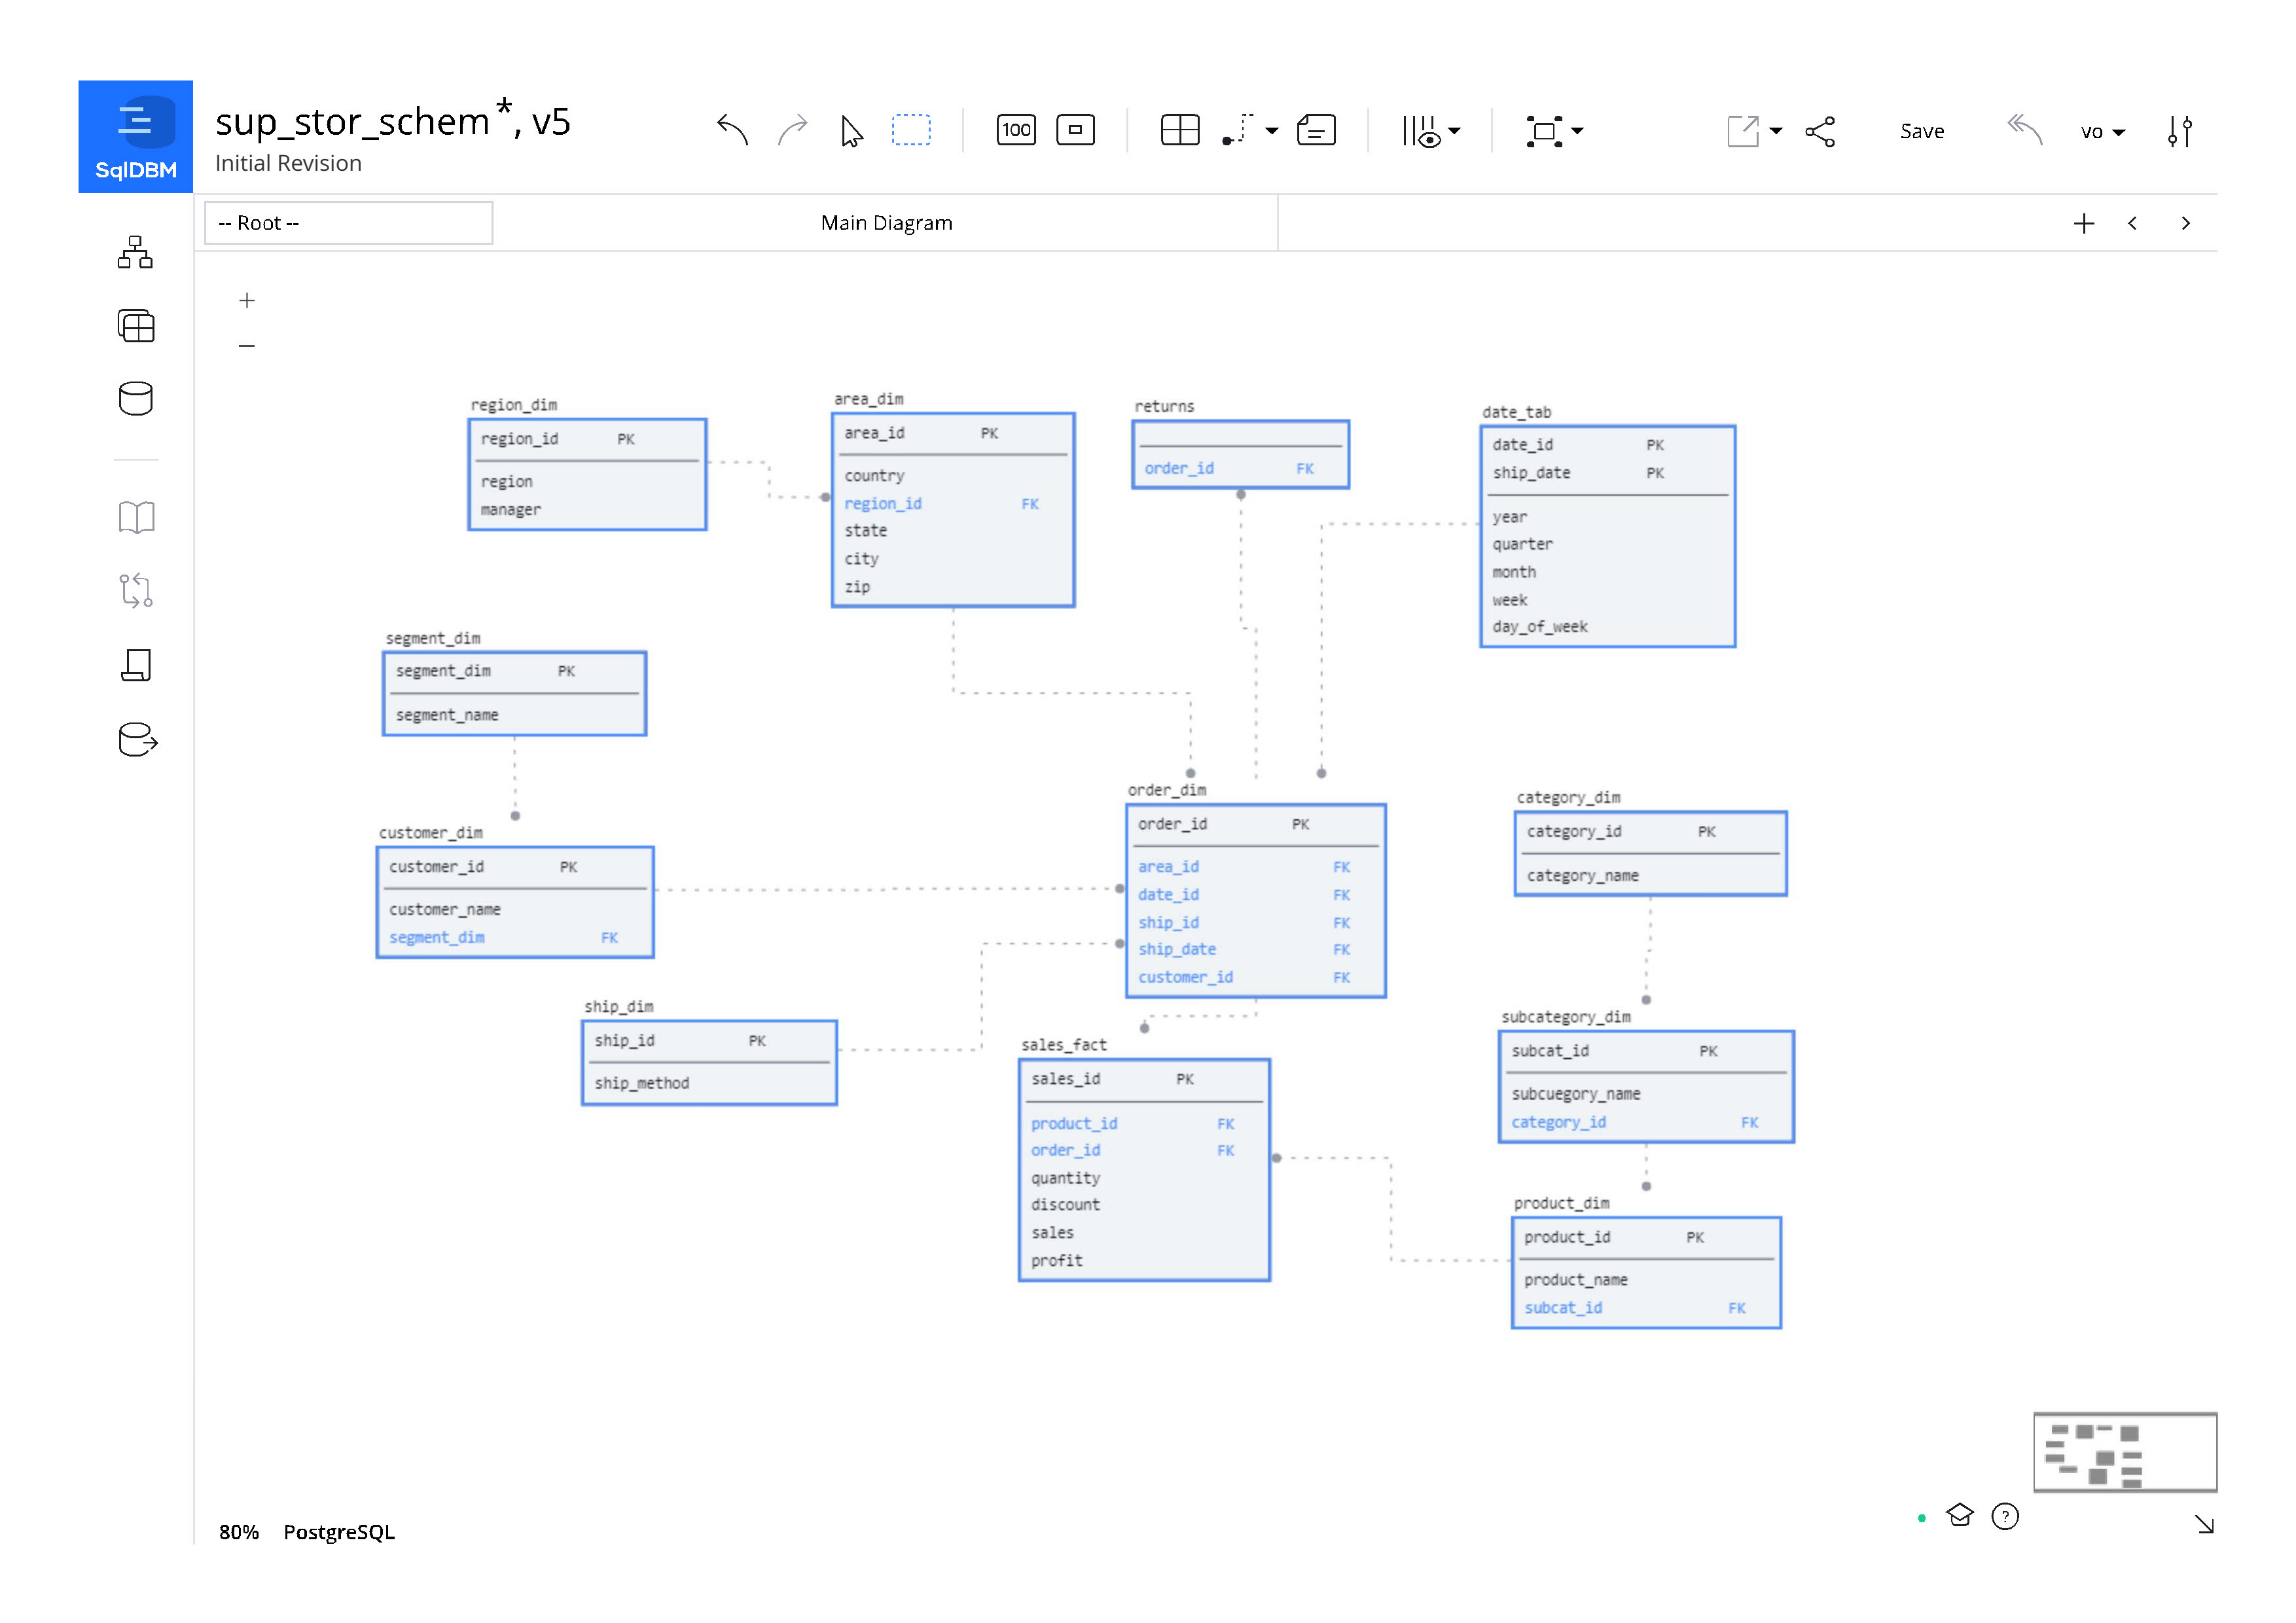 sup_stor_schem*, v5
Initial Revision
SqlDBM
100
Save
vo
-- Root --
Main Diagram
+
−
region_dim
region_id PK
region
manager
area_dim
area_id PK
country
region_id FK
state
city
zip
returns
order_id FK
date_tab
date_id PK
ship_date PK
year
quarter
month
week
day_of_week
segment_dim
segment_dim PK
segment_name
customer_dim
customer_id PK
customer_name
segment_dim FK
order_dim
order_id PK
area_id FK
date_id FK
ship_id FK
ship_date FK
customer_id FK
category_dim
category_id PK
category_name
ship_dim
ship_id PK
ship_method
sales_fact
sales_id PK
product_id FK
order_id FK
quantity
discount
sales
profit
subcategory_dim
subcat_id PK
subcuegory_name
category_id FK
product_dim
product_id PK
product_name
subcat_id FK
80% PostgreSQL
?